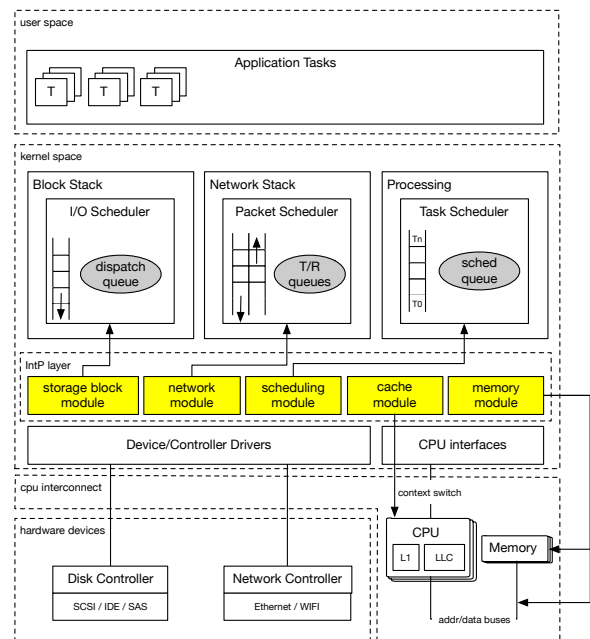 user space
Application Tasks
T T T
kernel space
Block Stack
Network Stack
Processing
I/O Scheduler
Packet Scheduler
Task Scheduler
Tn
T0
dispatch
queue
T/R
queues
sched
queue
IntP layer
storage block
module
network
module
scheduling
module
cache
module
memory
module
Device/Controller Drivers
CPU interfaces
cpu interconnect
context switch
hardware devices
CPU
L1
LLC
Memory
Disk Controller
SCSI / IDE / SAS
Network Controller
Ethernet / WIFI
addr/data buses